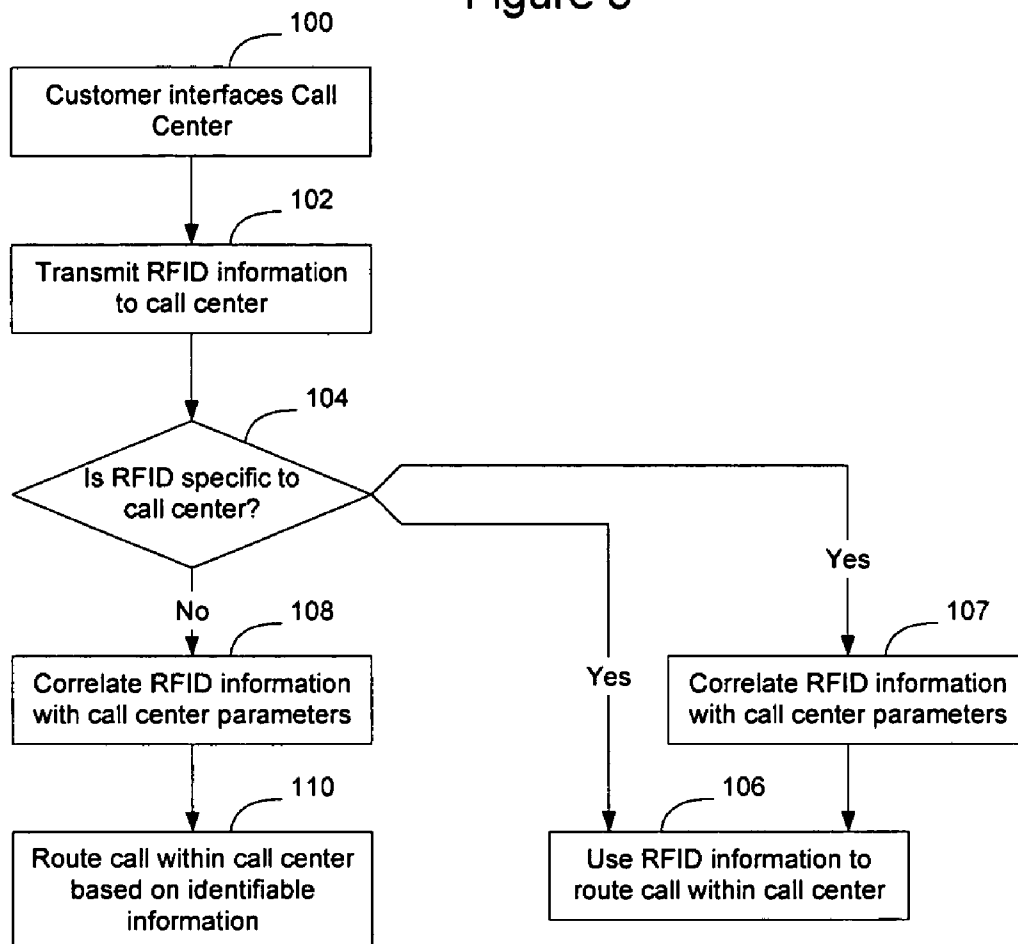 100
Customer interfaces Call
Center
102
Transmit RFID information
to call center
104
Is RFID specific to
call center?
No
Yes
Yes
108
Correlate RFID information
with call center parameters
107
Correlate RFID information
with call center parameters
110
Route call within call center
based on identifiable
information
106
Use RFID information to
route call within call center